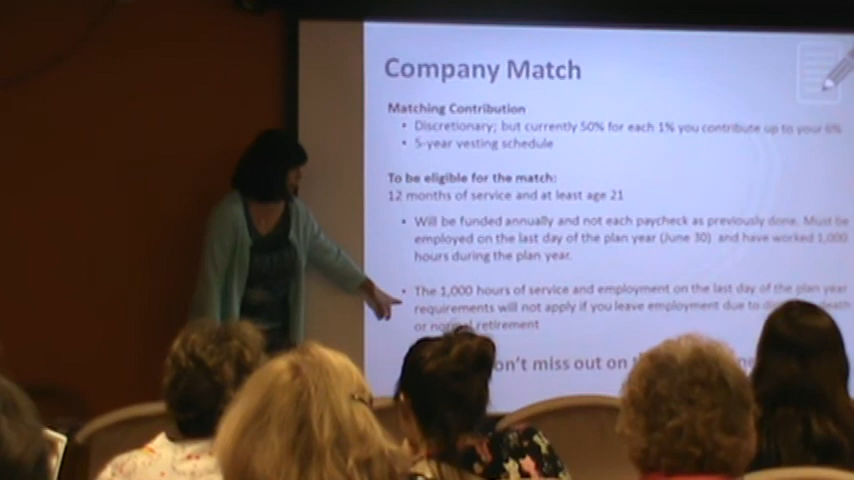 Company Match
Matching Contribution
• Discretionary; but currently 50% for each 1% you contribute up to your 6%
• 5-year vesting schedule
To be eligible for the match:
12 months of service and at least age 21
• Will be funded annually and not each paycheck as previously done. Must be
employed on the last day of the plan year (June 30) and have worked 1,000
hours during the plan year.
• The 1,000 hours of service and employment on the last day of the plan year
requirements will not apply if you leave employment due to death
or normal retirement
on't miss out on